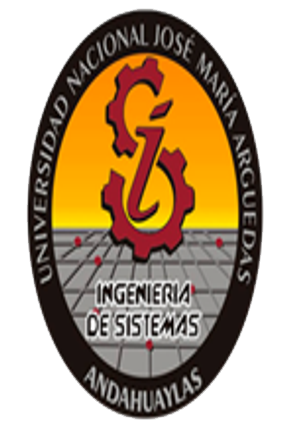 UNIVERSIDAD NACIONAL JOSÉ MARÍA ARGUEDAS
INGENIERIA
DE SISTEMAS
ANDAHUAYLAS